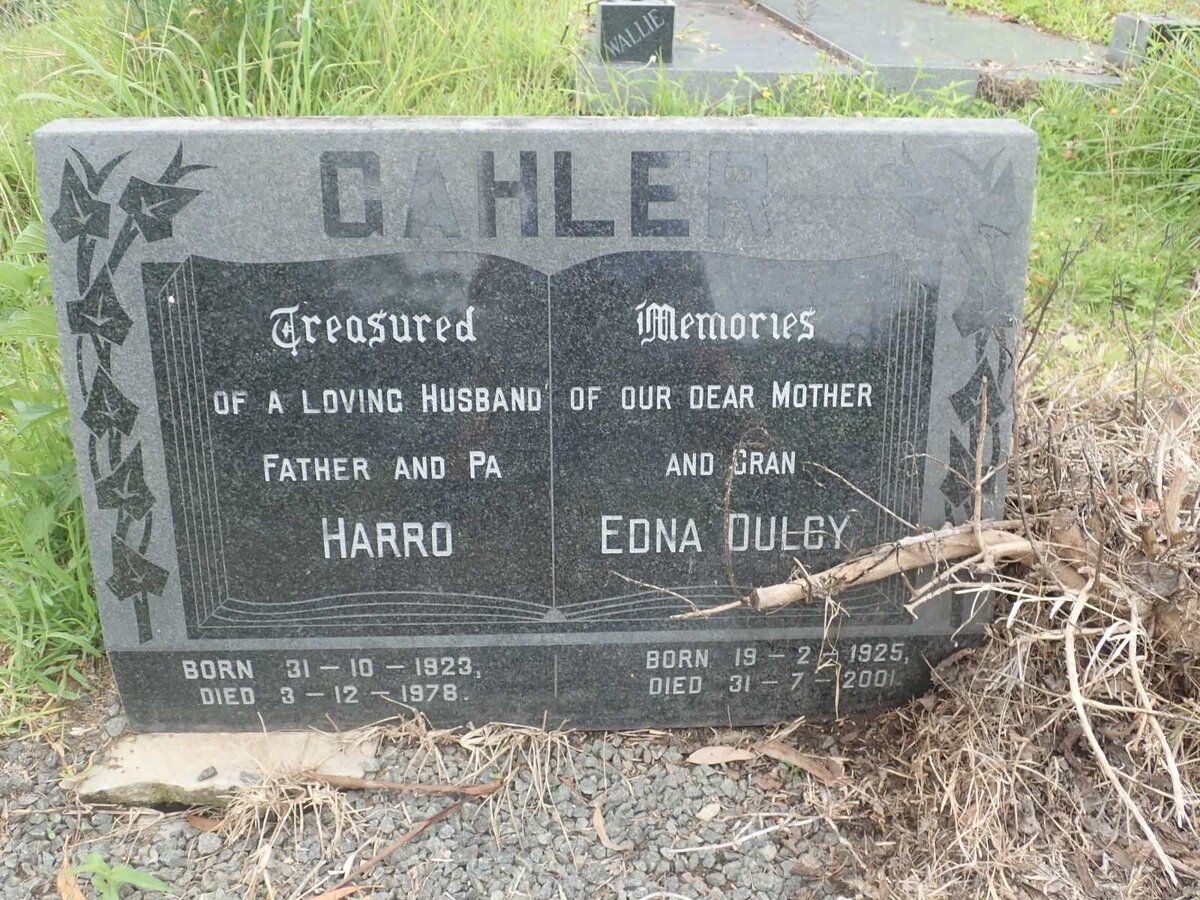 WALLIE
GAHLER
Treasured
OF A LOVING HUSBAND
FATHER AND PA
HARRO
BORN 31 – 10 – 1923,
DIED 3 – 12 – 1978.
Memories
OF OUR DEAR MOTHER
AND GRAN
EDNA DULCY
BORN 19 – 2 – 1925,
DIED 31 – 7 – 2001.